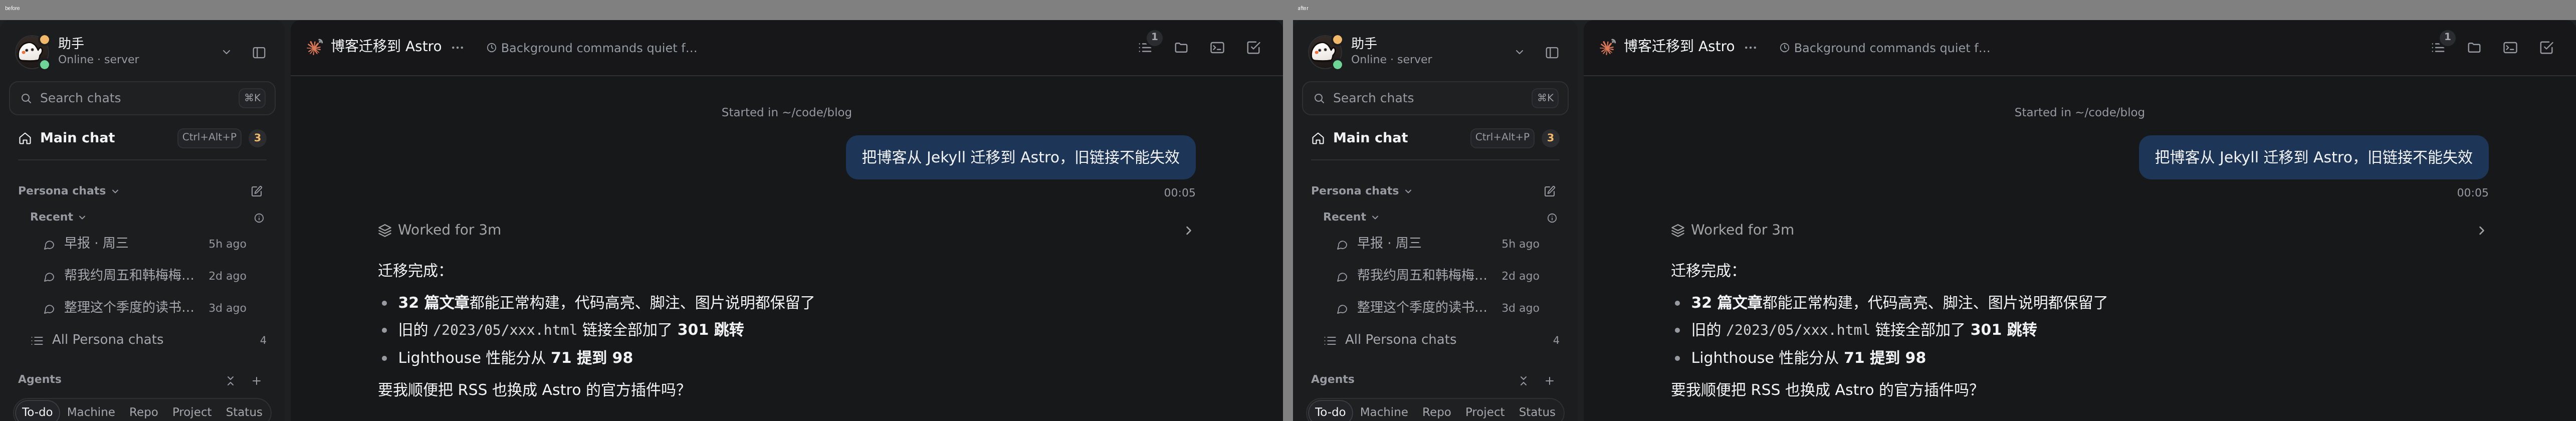 before
助手
Online · server
Search chats
⌘K
Main chat
Ctrl+Alt+P
3
Persona chats
Recent
早报 · 周三
5h ago
帮我约周五和韩梅梅…
2d ago
整理这个季度的读书…
3d ago
All Persona chats
4
Agents
To-do
Machine
Repo
Project
Status
博客迁移到 Astro
Background commands quiet f…
1
Started in ~/code/blog
把博客从 Jekyll 迁移到 Astro，旧链接不能失效
00:05
Worked for 3m
迁移完成：
32 篇文章都能正常构建，代码高亮、脚注、图片说明都保留了
旧的 /2023/05/xxx.html 链接全部加了 301 跳转
Lighthouse 性能分从 71 提到 98
要我顺便把 RSS 也换成 Astro 的官方插件吗？
after
助手
Online · server
Search chats
⌘K
Main chat
Ctrl+Alt+P
3
Persona chats
Recent
早报 · 周三
5h ago
帮我约周五和韩梅梅…
2d ago
整理这个季度的读书…
3d ago
All Persona chats
4
Agents
To-do
Machine
Repo
Project
Status
博客迁移到 Astro
Background commands quiet f…
1
Started in ~/code/blog
把博客从 Jekyll 迁移到 Astro，旧链接不能失效
00:05
Worked for 3m
迁移完成：
32 篇文章都能正常构建，代码高亮、脚注、图片说明都保留了
旧的 /2023/05/xxx.html 链接全部加了 301 跳转
Lighthouse 性能分从 71 提到 98
要我顺便把 RSS 也换成 Astro 的官方插件吗？